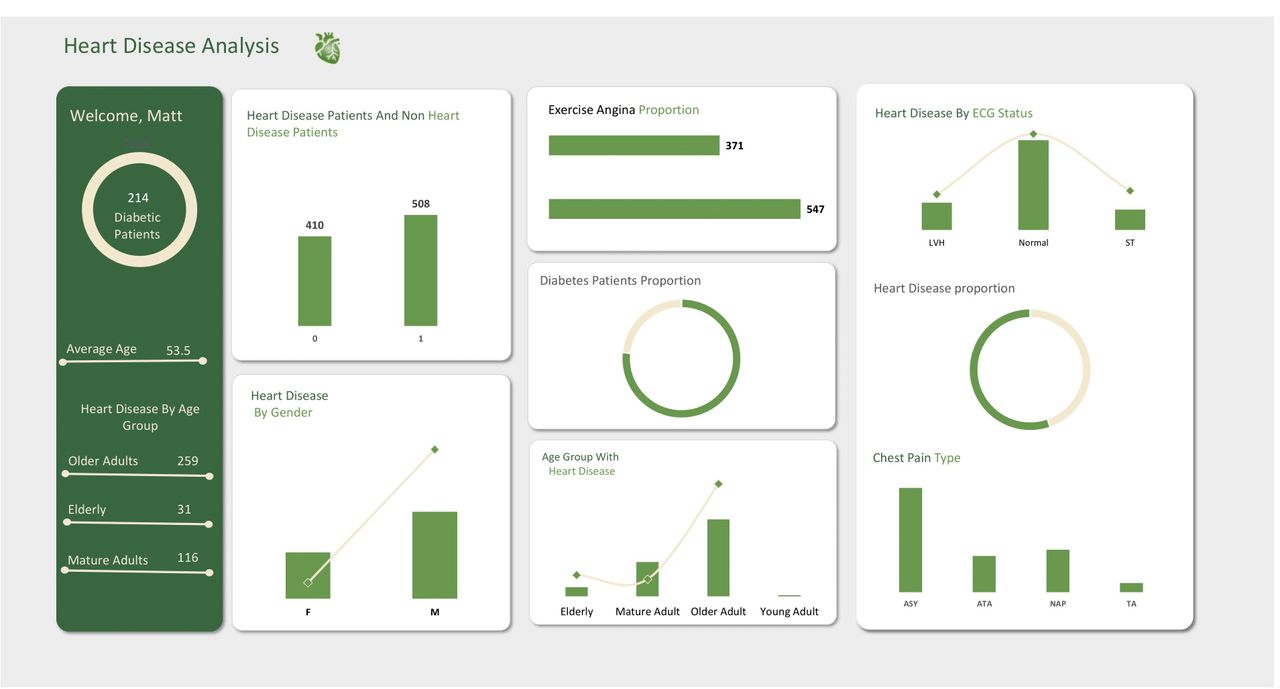 Heart Disease Analysis
Welcome, Matt
214
Diabetic
Patients
Average Age 53.5
Heart Disease By Age
Group
Older Adults 259
Elderly 31
Mature Adults 116
Heart Disease Patients And Non Heart
Disease Patients
410
508
0 1
Heart Disease
By Gender
F M
Exercise Angina Proportion
371
547
Diabetes Patients Proportion
Age Group With
Heart Disease
Elderly Mature Adult Older Adult Young Adult
Heart Disease By ECG Status
LVH Normal ST
Heart Disease proportion
Chest Pain Type
ASY ATA NAP TA